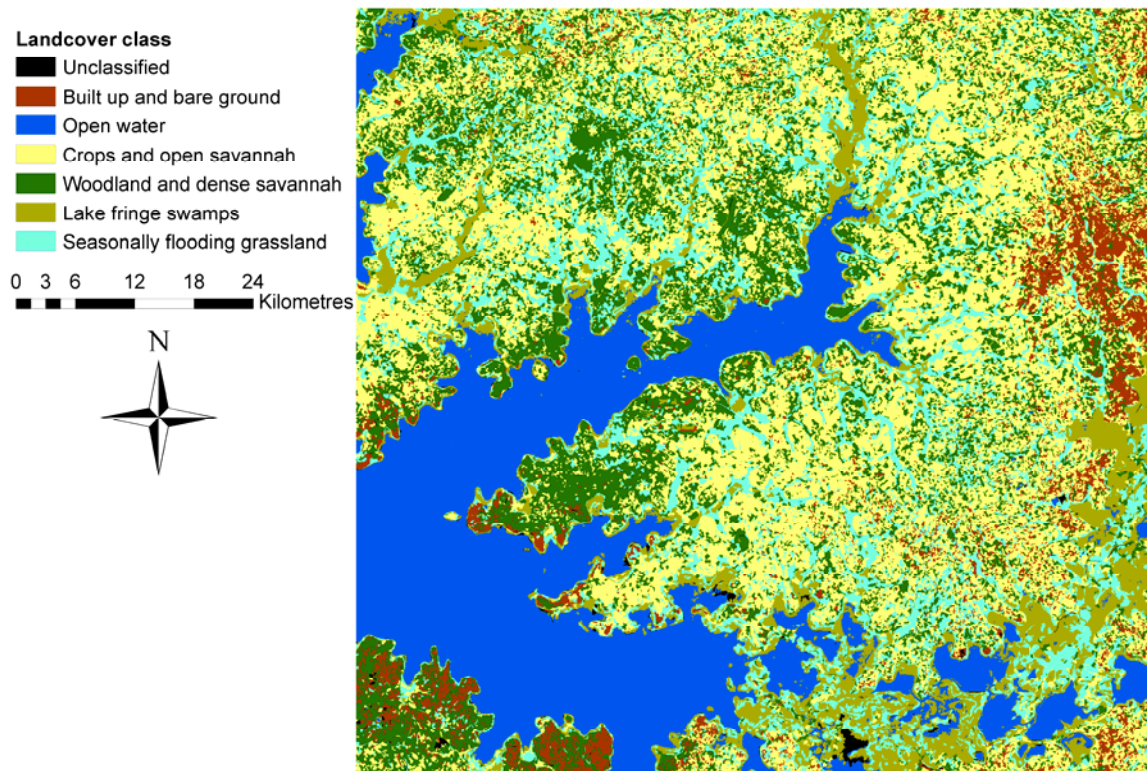 Landcover class
Unclassified
Built up and bare ground
Open water
Crops and open savannah
Woodland and dense savannah
Lake fringe swamps
Seasonally flooding grassland
0 3 6 12 18 24
Kilometres
N